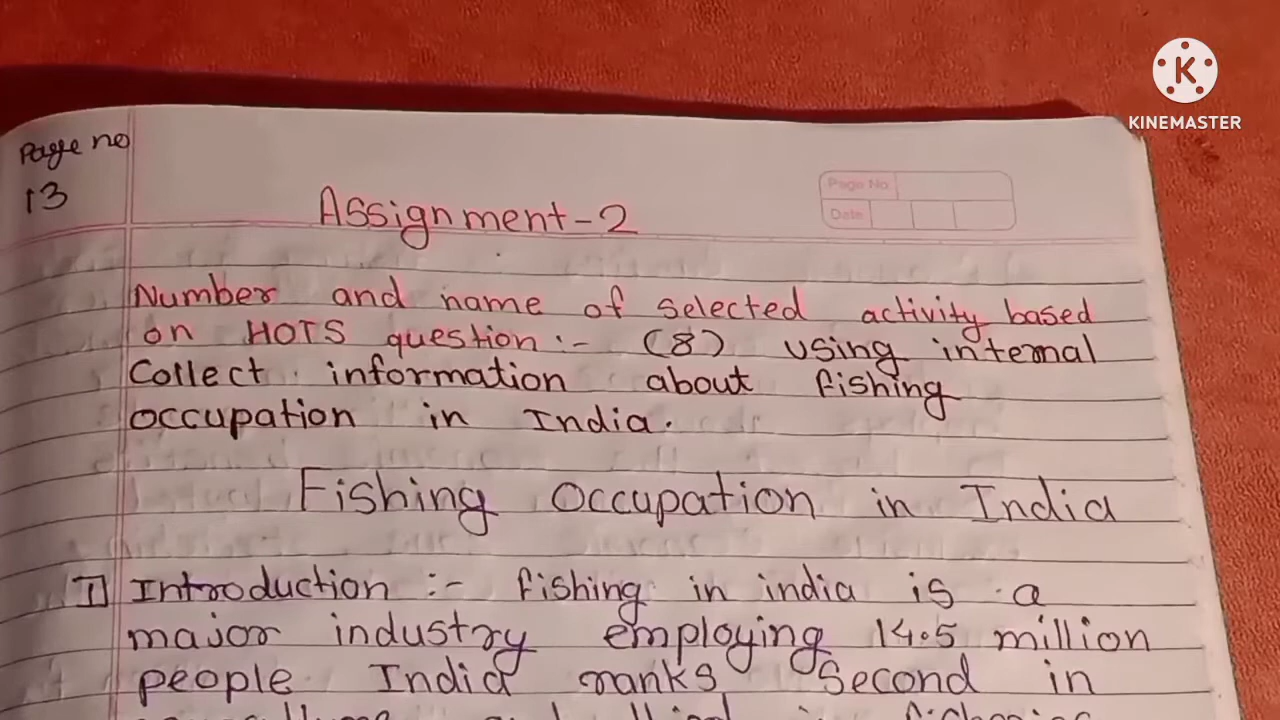 KINEMASTER
Page no
13
Page No.
Date
Assignment-2
Number and name of selected activity based
on HOTS question:- (8) using internal
Collect information about fishing
occupation in India.
Fishing Occupation in India
I) Introduction :- fishing in india is a
major industry employing 14.5 million
people India ranks Second in